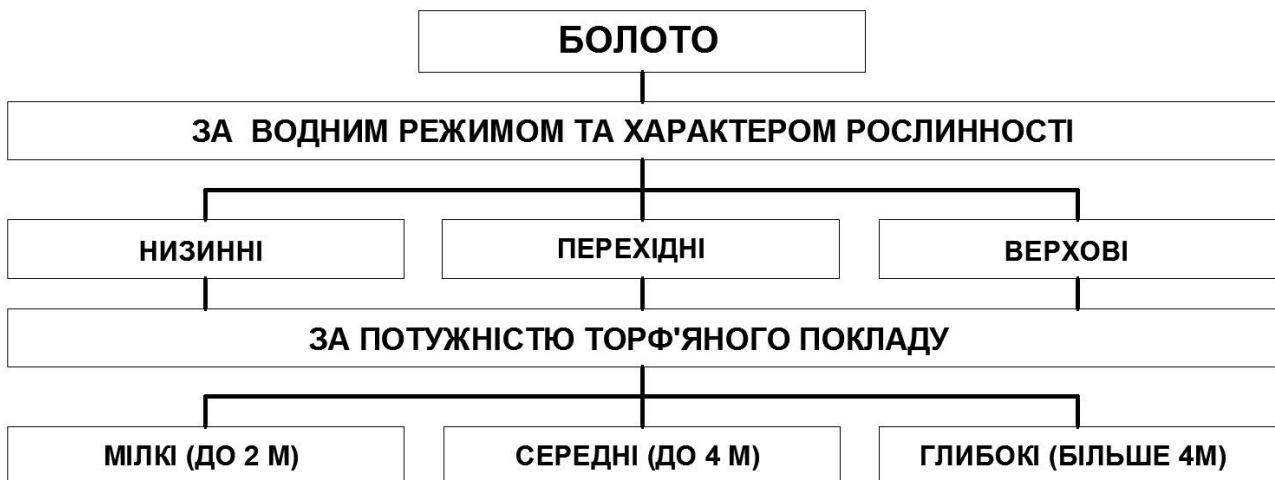 БОЛОТО
ЗА ВОДНИМ РЕЖИМОМ ТА ХАРАКТЕРОМ РОСЛИННОСТІ
НИЗИННІ
ПЕРЕХІДНІ
ВЕРХОВІ
ЗА ПОТУЖНІСТЮ ТОРФ'ЯНОГО ПОКЛАДУ
МІЛКІ (ДО 2 М)
СЕРЕДНІ (ДО 4 М)
ГЛИБОКІ (БІЛЬШЕ 4М)